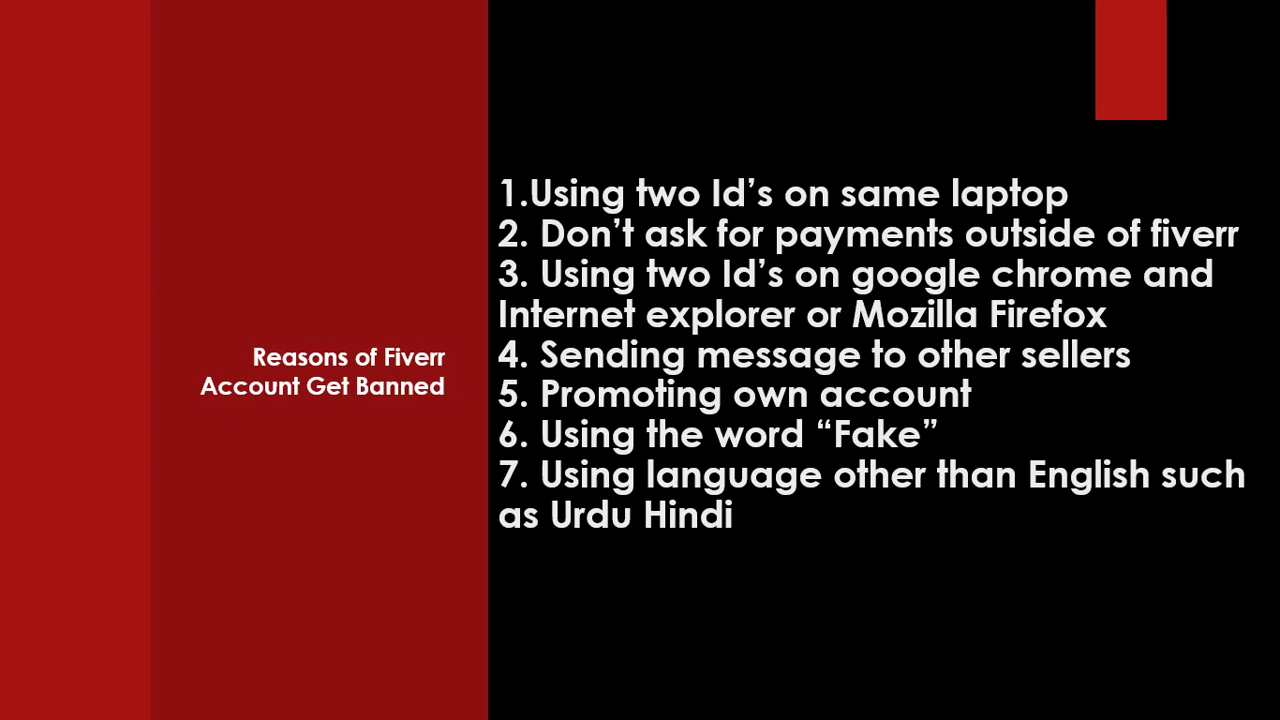 Reasons of Fiverr
Account Get Banned
1.Using two Id’s on same laptop
2. Don’t ask for payments outside of fiverr
3. Using two Id’s on google chrome and
Internet explorer or Mozilla Firefox
4. Sending message to other sellers
5. Promoting own account
6. Using the word “Fake”
7. Using language other than English such
as Urdu Hindi